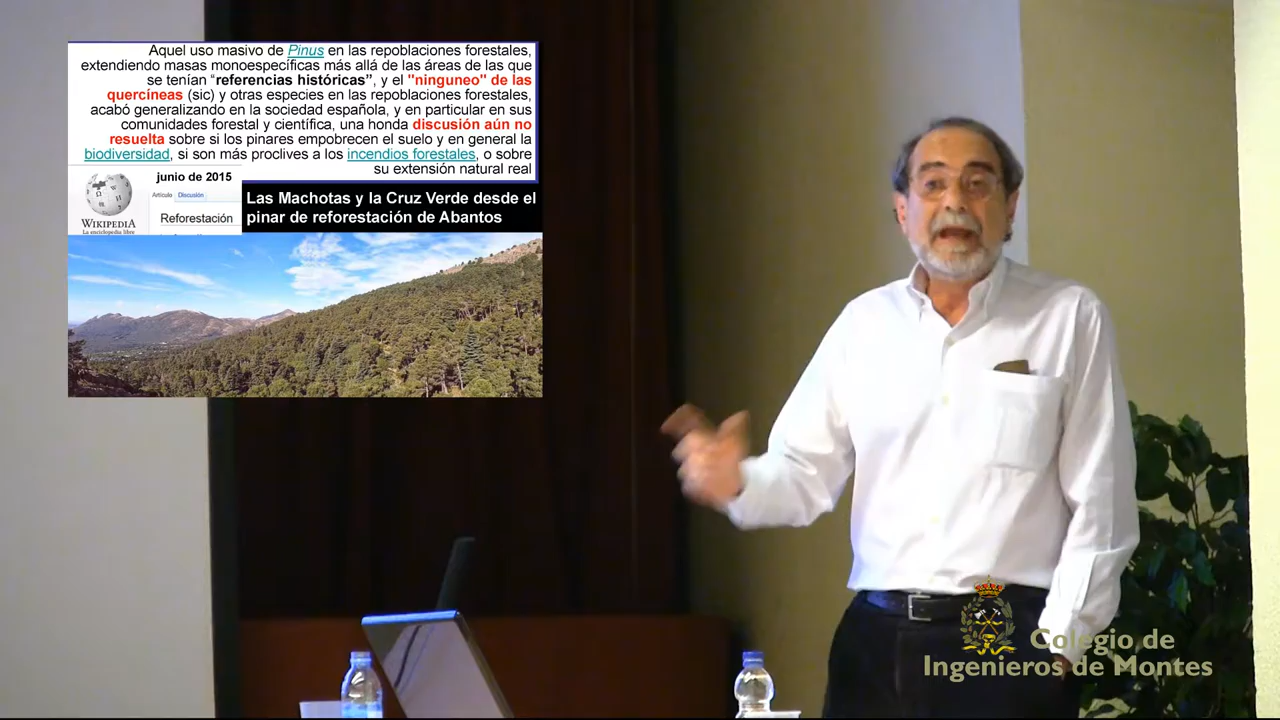 Aquel uso masivo de Pinus en las repoblaciones forestales,
extendiendo masas monoespecíficas más allá de las áreas de las que
se tenían “referencias históricas”, y el "ninguneo" de las
quercíneas (sic) y otras especies en las repoblaciones forestales,
acabó generalizando en la sociedad española, y en particular en sus
comunidades forestal y científica, una honda discusión aún no
resuelta sobre si los pinares empobrecen el suelo y en general la
biodiversidad, si son más proclives a los incendios forestales, o sobre
su extensión natural real
junio de 2015
Artículo Discusión
Reforestación
WIKIPEDIA
La enciclopedia libre
Las Machotas y la Cruz Verde desde el
pinar de reforestación de Abantos
Colegio de
Ingenieros de Montes